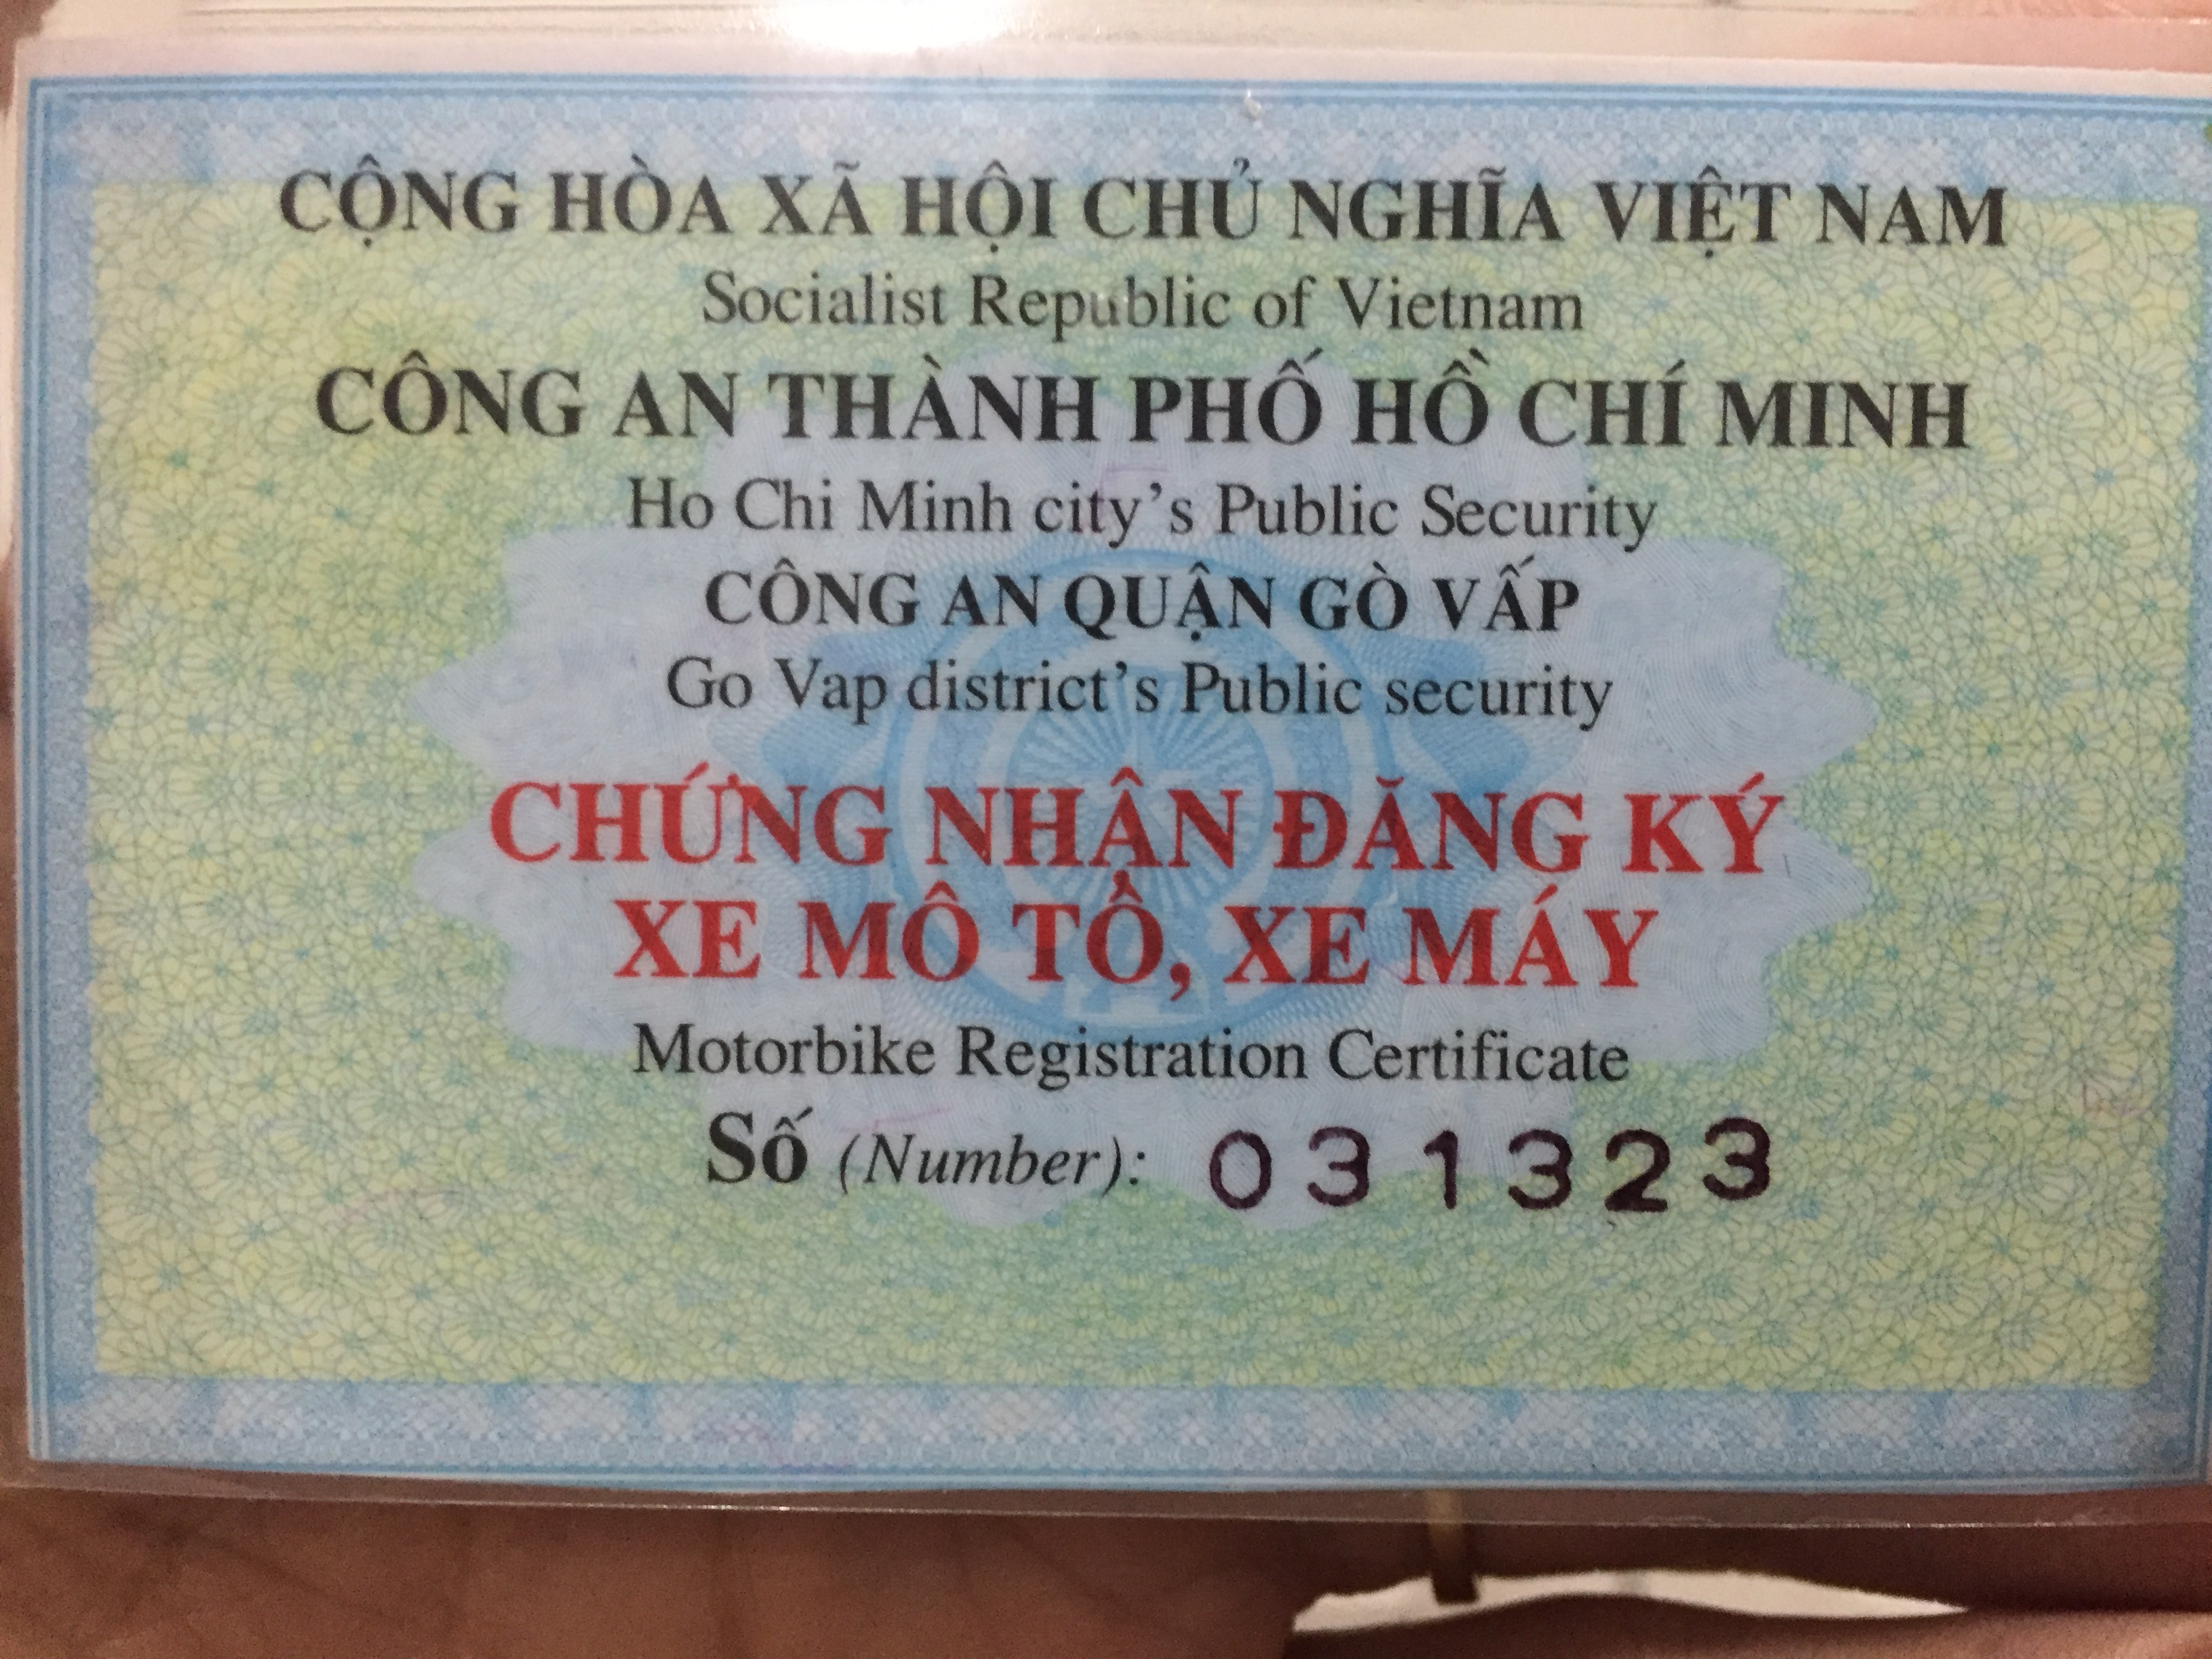 CỘNG HÒA XÃ HỘI CHỦ NGHĨA VIỆT NAM
Socialist Republic of Vietnam
CÔNG AN THÀNH PHỐ HỒ CHÍ MINH
Ho Chi Minh city's Public Security
CÔNG AN QUẬN GÒ VẤP
Go Vap district's Public security
CHỨNG NHẬN ĐĂNG KÝ
XE MÔ TÔ, XE MÁY
Motorbike Registration Certificate
Số (Number): 031323